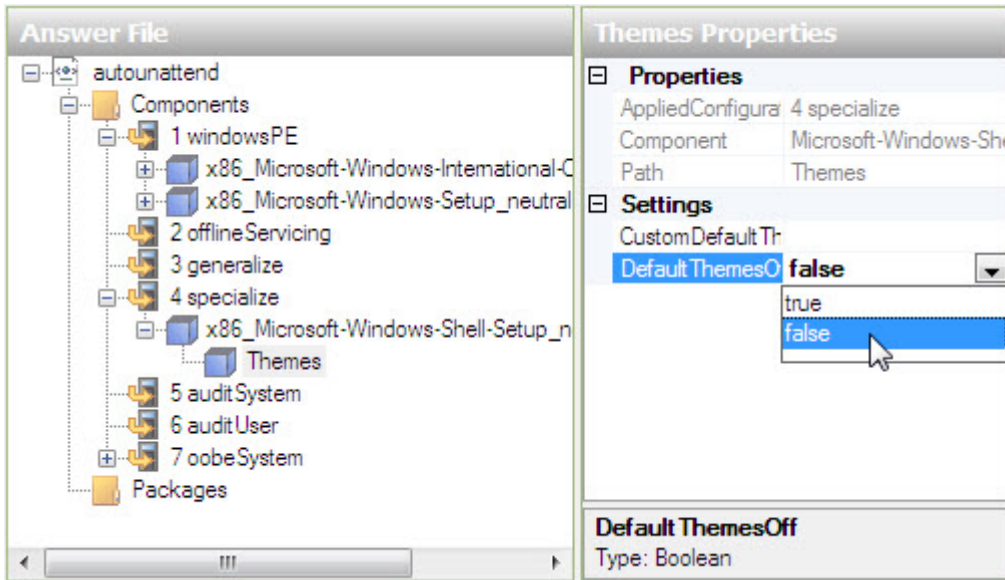 Answer File
autounattend
Components
1 windowsPE
x86_Microsoft-Windows-International-C
x86_Microsoft-Windows-Setup_neutral
2 offlineServicing
3 generalize
4 specialize
x86_Microsoft-Windows-Shell-Setup_n
Themes
5 auditSystem
6 auditUser
7 oobeSystem
Packages
Themes Properties
Properties
AppliedConfigurat 4 specialize
Component Microsoft-Windows-She
Path Themes
Settings
CustomDefaultTh
DefaultThemesO false
true
false
DefaultThemesOff
Type: Boolean